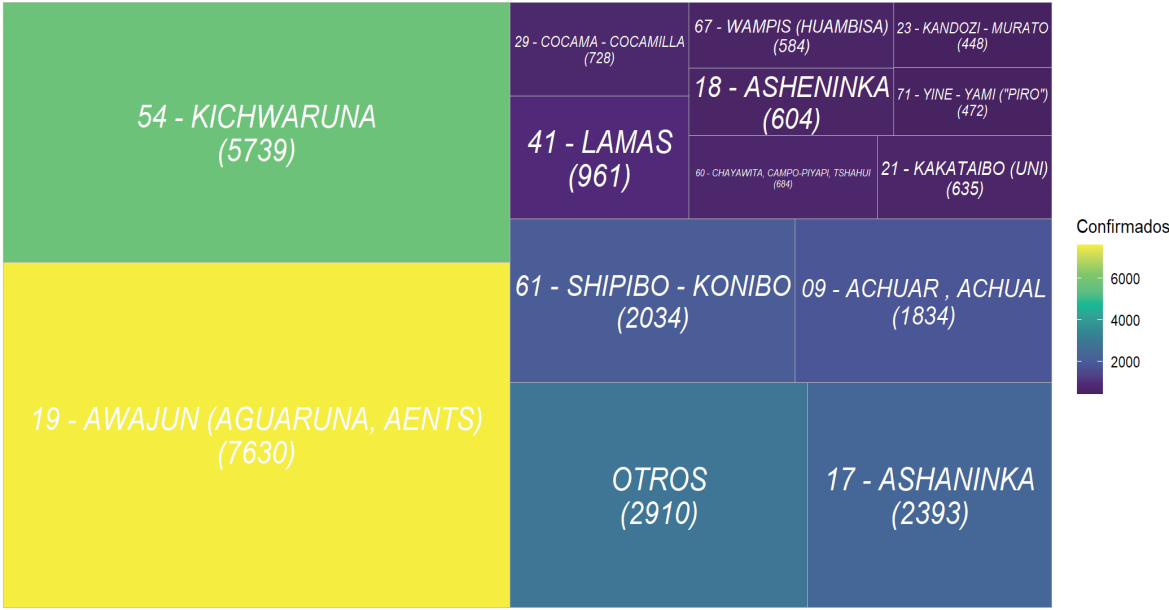 54 - KICHWARUNA
(5739)
19 - AWAJUN (AGUARUNA, AENTS)
(7630)
29 - COCAMA - COCAMILLA
(728)
41 - LAMAS
(961)
67 - WAMPIS (HUAMBISA)
(584)
23 - KANDOZI - MURATO
(448)
18 - ASHENINKA
(604)
71 - YINE - YAMI ("PIRO")
(472)
60 - CHAYAWITA, CAMPO-PIYAPI, TSHAHUI
(684)
21 - KAKATAIBO (UNI)
(635)
61 - SHIPIBO - KONIBO
(2034)
09 - ACHUAR , ACHUAL
(1834)
OTROS
(2910)
17 - ASHANINKA
(2393)
Confirmados
6000
4000
2000